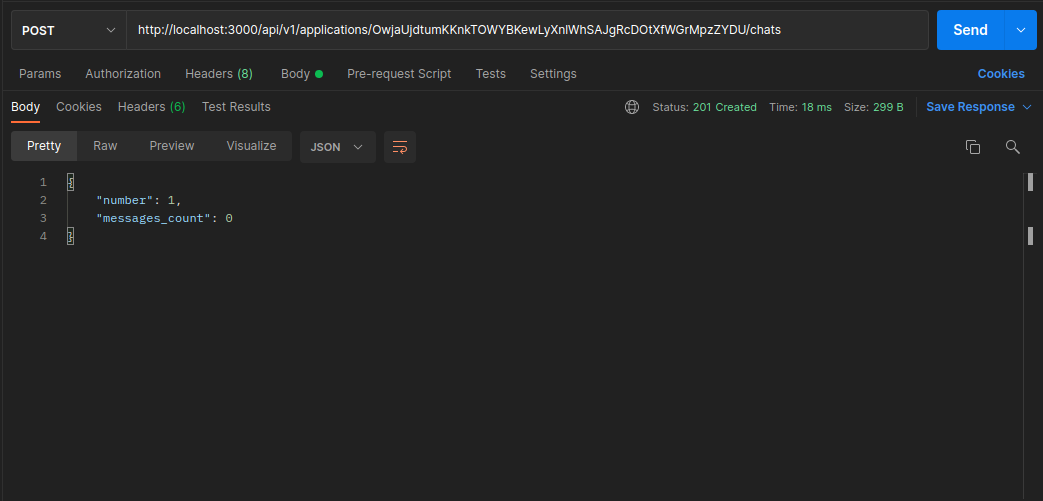 POST http://localhost:3000/api/v1/applications/OwjaUjdtumKKnkTOWYBKewLyXnlWhSAJgRcDOtXfWGrMpzZYDU/chats Send
Params Authorization Headers (8) Body Pre-request Script Tests Settings Cookies
Body Cookies Headers (6) Test Results Status: 201 Created Time: 18 ms Size: 299 B Save Response
Pretty Raw Preview Visualize JSON
1 {
2 "number": 1,
3 "messages_count": 0
4 }